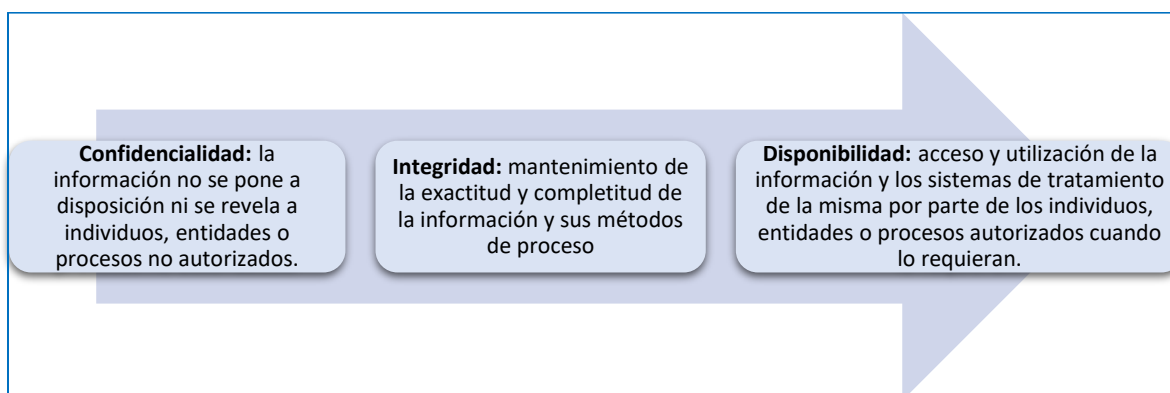 Confidencialidad: la
información no se pone a
disposición ni se revela a
individuos, entidades o
procesos no autorizados.
Integridad: mantenimiento de
la exactitud y completitud de
la información y sus métodos
de proceso
Disponibilidad: acceso y utilización de la
información y los sistemas de tratamiento
de la misma por parte de los individuos,
entidades o procesos autorizados cuando
lo requieran.